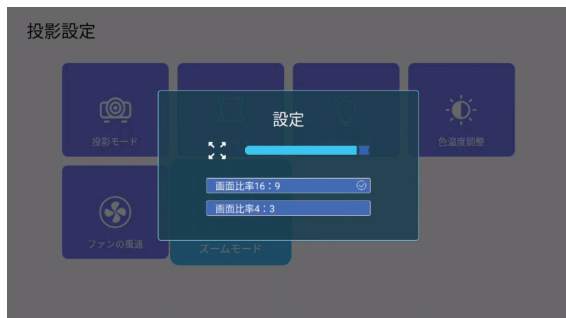 投影設定
設定
投影モード
色温度調整
画面比率16：9
画面比率4：3
ファンの風速
ズームモード